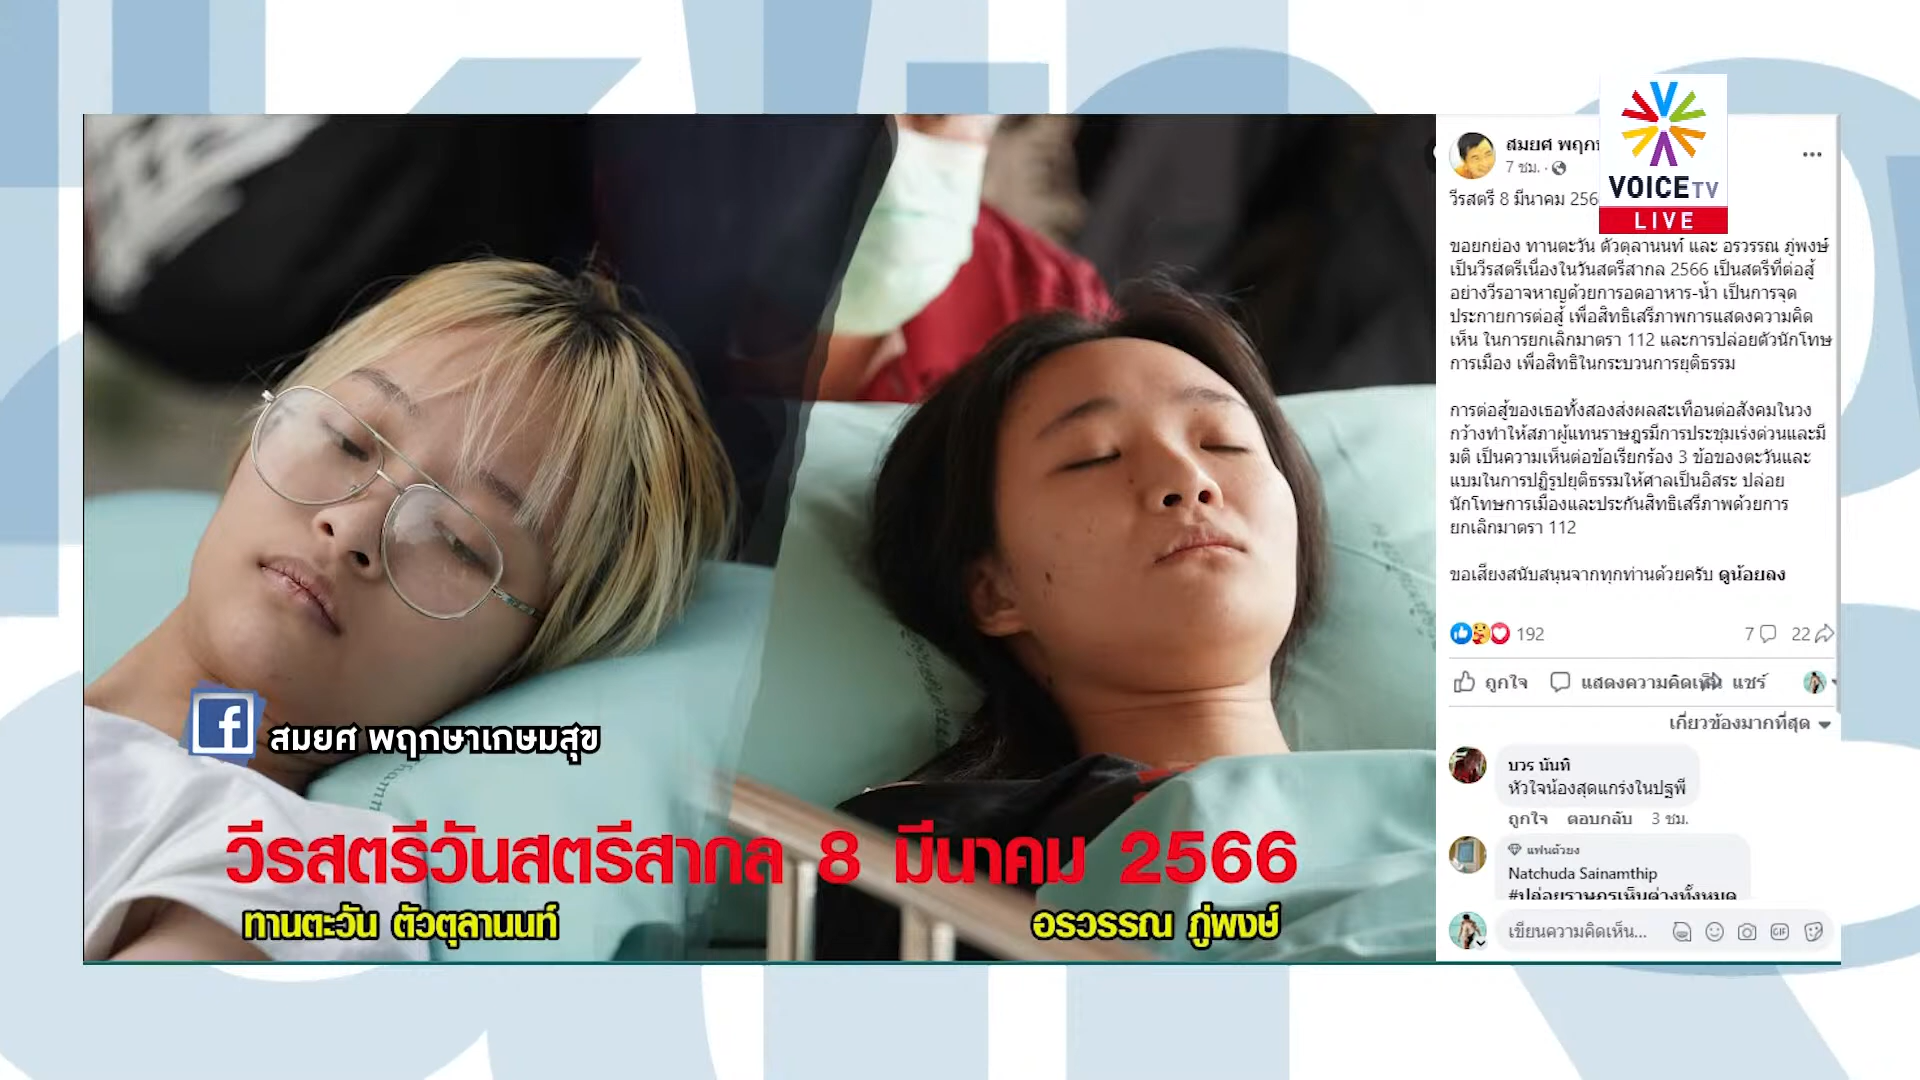 VOICE TV
LIVE
สมยศ พฤกษ
7 ชม.
วีรสตรี 8 มีนาคม 256
ขอยกย่อง ทานตะวัน ตัวตุลานนท์ และ อรวรรณ ภู่พงษ์
เป็นวีรสตรีเนื่องในวันสตรีสากล 2566 เป็นสตรีที่ต่อสู้
อย่างวีรอาจหาญด้วยการอดอาหาร-น้ำ เป็นการจุด
ประกายการต่อสู้ เพื่อสิทธิเสรีภาพการแสดงความคิด
เห็น ในการยกเลิกมาตรา 112 และการปล่อยตัวนักโทษ
การเมือง เพื่อสิทธิในกระบวนการยุติธรรม
การต่อสู้ของเธอทั้งสองส่งผลสะเทือนต่อสังคมในวง
กว้างทำให้สภาผู้แทนราษฎรมีการประชุมเร่งด่วนและมี
มติ เป็นความเห็นต่อข้อเรียกร้อง 3 ข้อของตะวันและ
แบมในการปฏิรูปยุติธรรมให้ศาลเป็นอิสระ ปล่อย
นักโทษการเมืองและประกันสิทธิเสรีภาพด้วยการ
ยกเลิกมาตรา 112
ขอเสียงสนับสนุนจากทุกท่านด้วยครับ ดูน้อยลง
192
7
22
ถูกใจ
แสดงความคิดเห็น
แชร์
เกี่ยวข้องมากที่สุด
บวร นันทิ
หัวใจน้องสุดแกร่งในปฐพี
ถูกใจ ตอบกลับ 3 ชม.
แฟนตัวยง
Natchuda Sainamthip
#ปล่อยราษฎรเห็นต่างทั้งหมด
เขียนความคิดเห็น...
GIF
สมยศ พฤกษาเกษมสุข
วีรสตรีวันสตรีสากล 8 มีนาคม 2566
ทานตะวัน ตัวตุลานนท์
อรวรรณ ภู่พงษ์